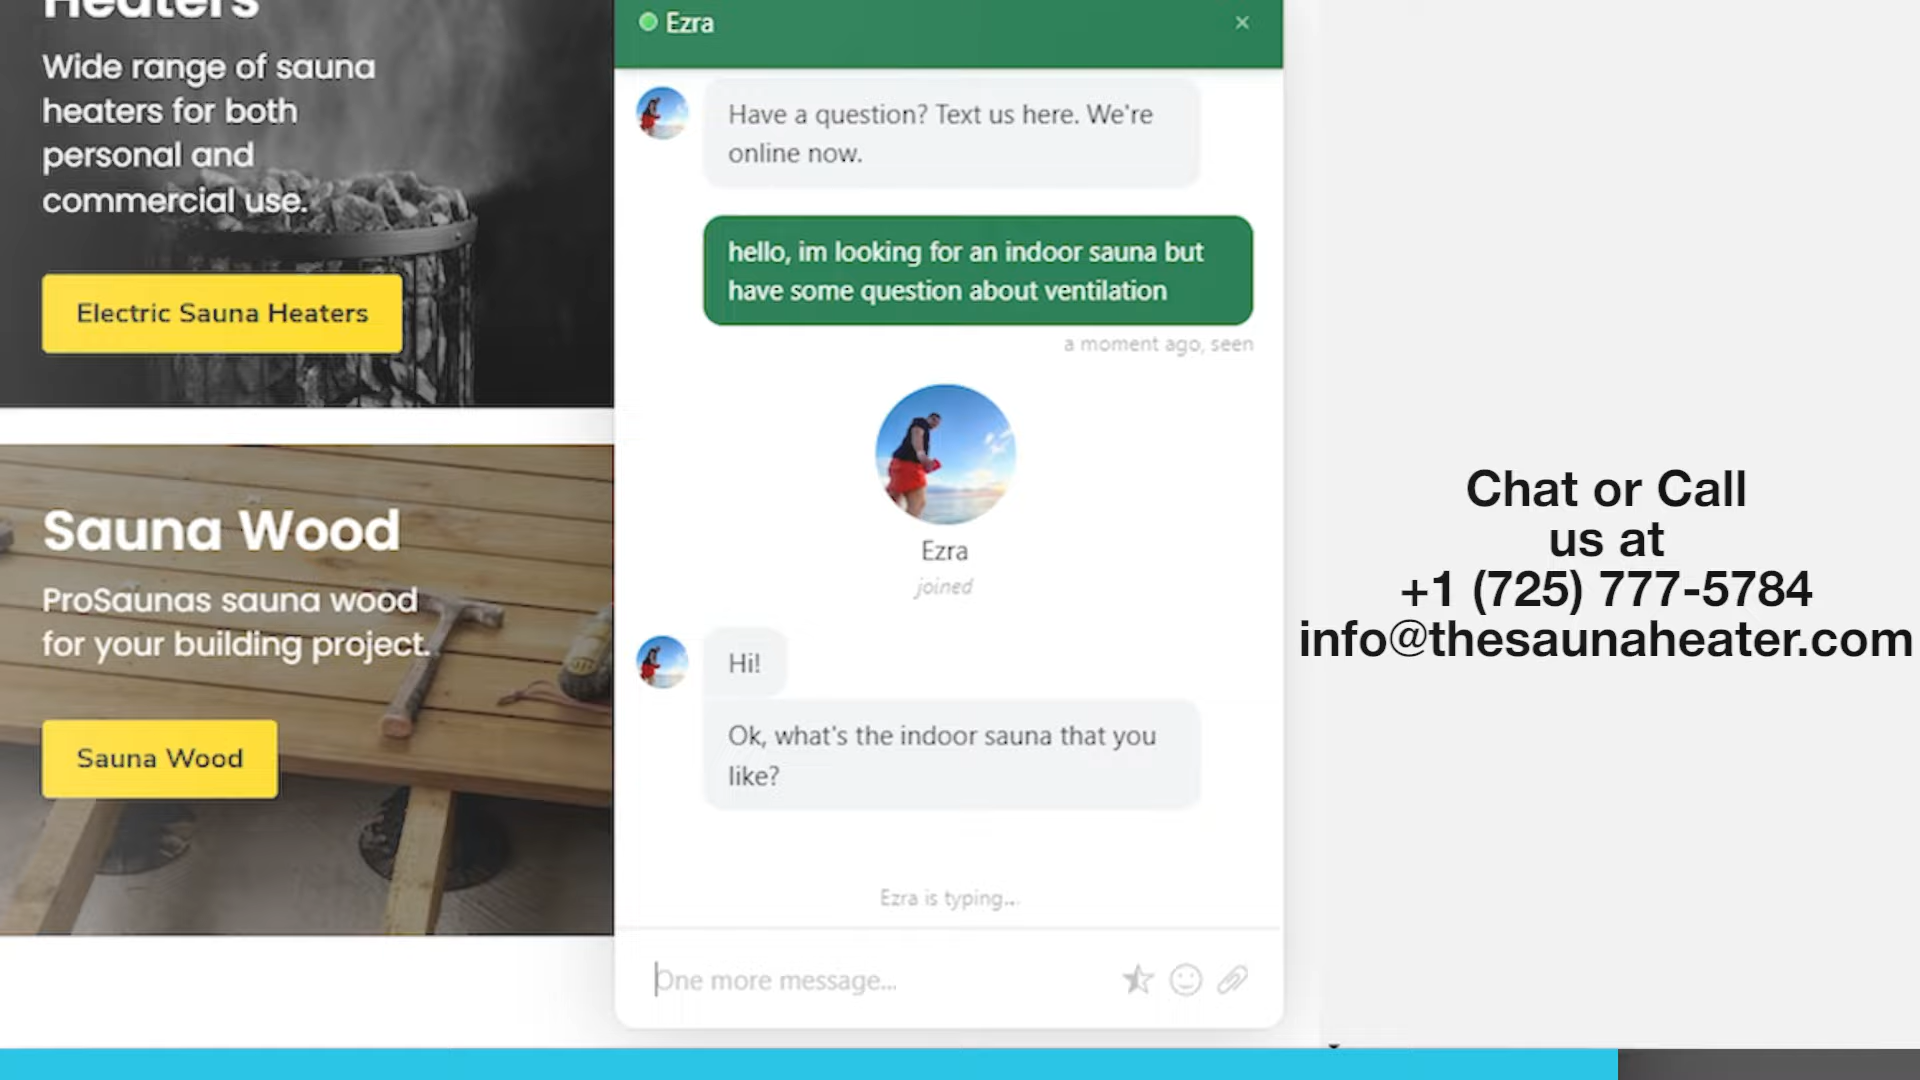 Heaters
Wide range of sauna
heaters for both
personal and
commercial use.
Electric Sauna Heaters
Sauna Wood
ProSaunas sauna wood
for your building project.
Sauna Wood
Ezra
×
Have a question? Text us here. We're
online now.
hello, im looking for an indoor sauna but
have some question about ventilation
a moment ago, seen
Ezra
joined
Hi!
Ok, what's the indoor sauna that you
like?
Ezra is typing...
One more message...
Chat or Call
us at
+1 (725) 777-5784
info@thesaunaheater.com